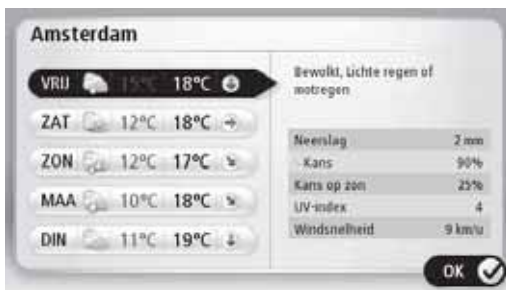 Amsterdam
VRIJ 15°C 18°C
ZAT 12°C 18°C
ZON 12°C 17°C
MAA 10°C 18°C
DIN 11°C 19°C
Bewolkt, Lichte regen of
motregen
Neerslag 2 mm
Kans 90%
Kans op zon 25%
UV-index 4
Windsnelheid 9 km/u
OK